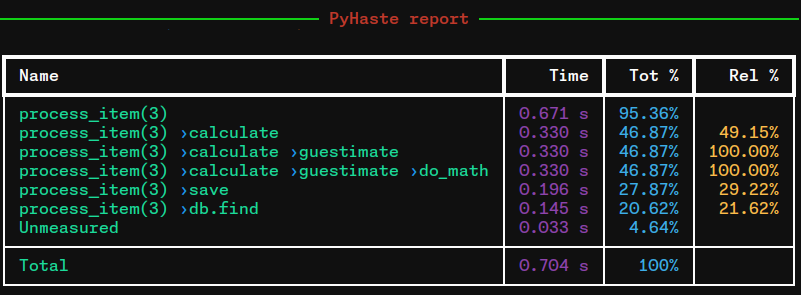 PyHaste report
Name Time Tot % Rel %
process_item(3) 0.671 s 95.36%
process_item(3) ›calculate 0.330 s 46.87% 49.15%
process_item(3) ›calculate ›guestimate 0.330 s 46.87% 100.00%
process_item(3) ›calculate ›guestimate ›do_math 0.330 s 46.87% 100.00%
process_item(3) ›save 0.196 s 27.87% 29.22%
process_item(3) ›db.find 0.145 s 20.62% 21.62%
Unmeasured 0.033 s 4.64%
Total 0.704 s 100%